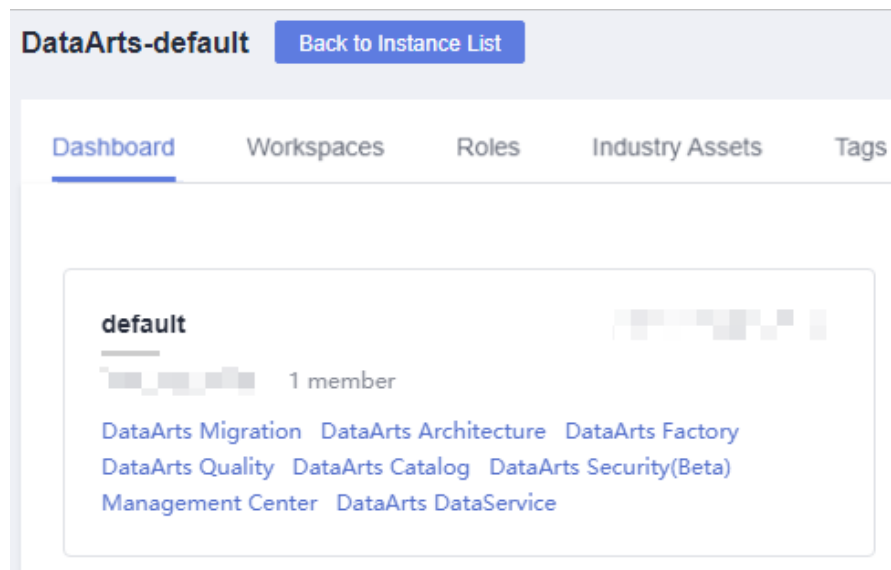 DataArts-default Back to Instance List
Dashboard Workspaces Roles Industry Assets Tags
default
1 member
DataArts Migration DataArts Architecture DataArts Factory
DataArts Quality DataArts Catalog DataArts Security(Beta)
Management Center DataArts DataService